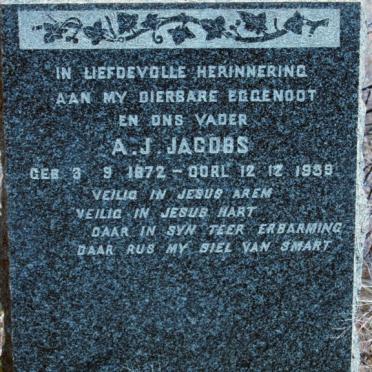 IN LIEFDEVOLLE HERINNERING
AAN MY DIERBARE EGGENOOT
EN ONS VADER
A.J. JACOBS
GEB 3 9 1872 - OORL 12 12 1939
VEILIG IN JESUS AREM
VEILIG IN JESUS HART
DAAR IN SYN TEER ERBARMING
DAAR RUS MY SIEL VAN SMART